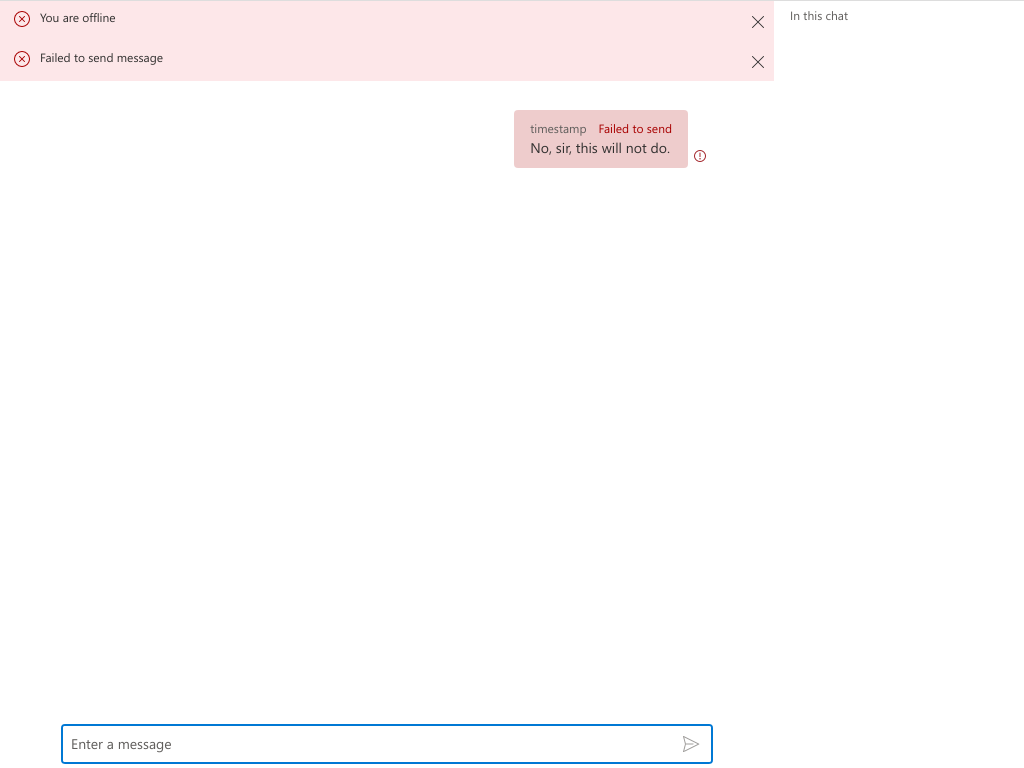 You are offline
Failed to send message
In this chat
timestamp Failed to send
No, sir, this will not do.
Enter a message